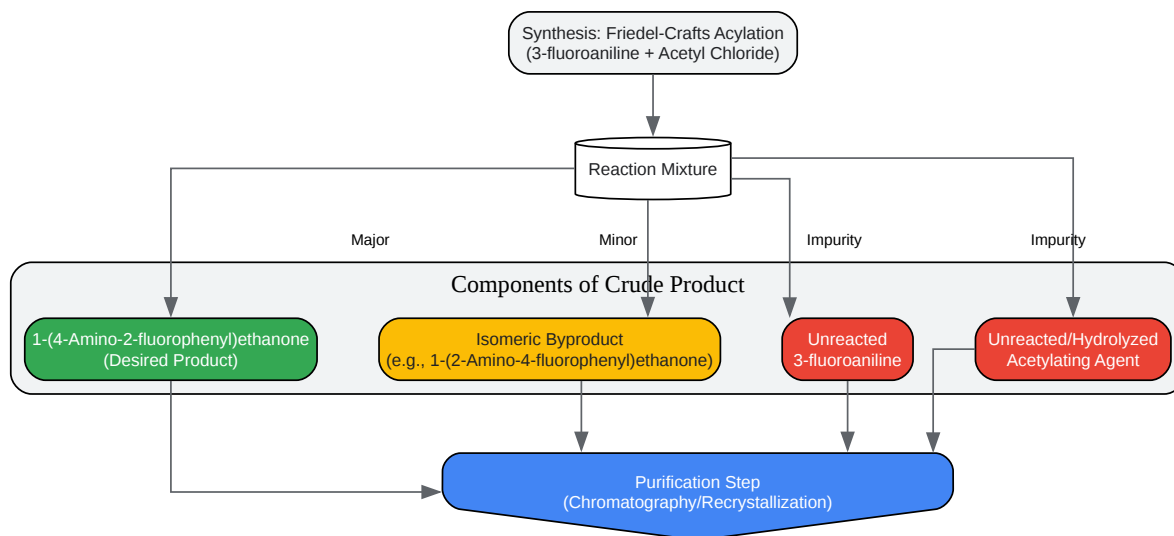 Synthesis: Friedel-Crafts Acylation
(3-fluoroaniline + Acetyl Chloride)
Reaction Mixture
Major
Minor
Impurity
Impurity
Components of Crude Product
1-(4-Amino-2-fluorophenyl)ethanone
(Desired Product)
Isomeric Byproduct
(e.g., 1-(2-Amino-4-fluorophenyl)ethanone)
Unreacted
3-fluoroaniline
Unreacted/Hydrolyzed
Acetylating Agent
Purification Step
(Chromatography/Recrystallization)